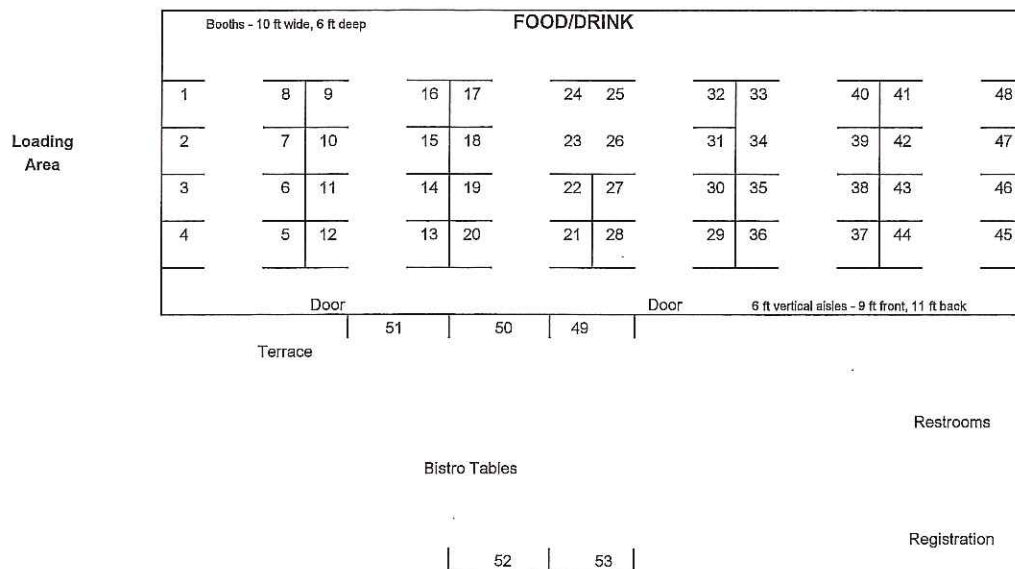 Booths - 10 ft wide, 6 ft deep FOOD/DRINK
1 8 9 16 17 24 25 32 33 40 41 48
Loading Area
2 7 10 15 18 23 26 31 34 39 42 47
3 6 11 14 19 22 27 30 35 38 43 46
4 5 12 13 20 21 28 29 36 37 44 45
Door Door 6 ft vertical aisles - 9 ft front, 11 ft back
51 50 49
Terrace
Restrooms
Bistro Tables
Registration
52 53